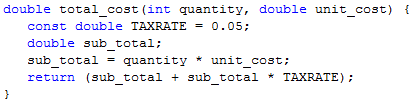 double total_cost(int quantity, double unit_cost) {
    const double TAXRATE = 0.05;
    double sub_total;
    sub_total = quantity * unit_cost;
    return (sub_total + sub_total * TAXRATE);
}